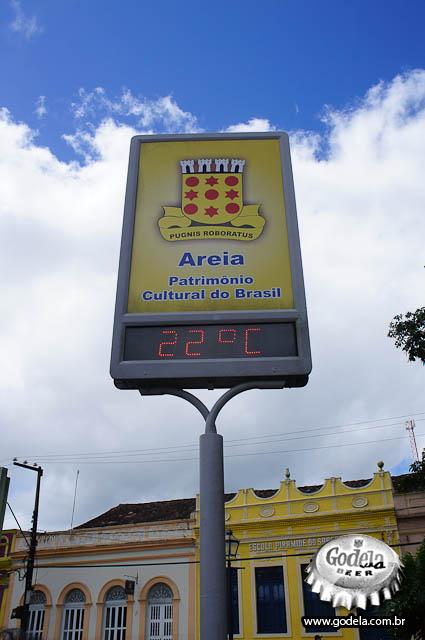 PUGNIS ROBORATUS
Areia
Patrimônio
Cultural do Brasil
22°C
GODELA
BEER
www.godela.com.br